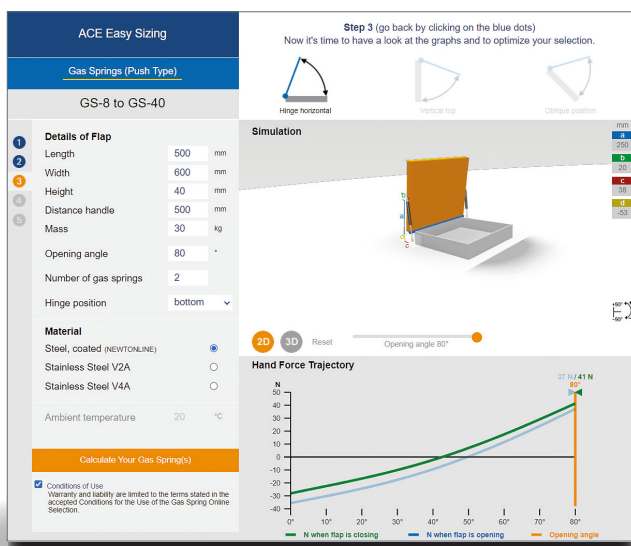 ACE Easy Sizing
Gas Springs (Push Type)
GS-8 to GS-40
Step 3 (go back by clicking on the blue dots)
Now it's time to have a look at the graphs and to optimize your selection.
Hinge horizontal
Vertical top
Oblique position
1
2
3
4
5
Details of Flap
Length 500 mm
Width 600 mm
Height 40 mm
Distance handle 500 mm
Mass 30 kg
Opening angle 80 °
Number of gas springs 2
Hinge position bottom
Material
Steel, coated (NEWTONLINE)
Stainless Steel V2A
Stainless Steel V4A
Ambient temperature 20 °C
Calculate Your Gas Spring(s)
Conditions of Use
Warranty and liability are limited to the terms stated in the
accepted Conditions for the Use of the Gas Spring Online
Selection.
Simulation
mm
a
250
b
20
c
38
d
-53
b
a
d
c
+90°
-90°
2D 3D Reset Opening angle 80°
Hand Force Trajectory
37 N / 41 N
80°
N
50
40
30
20
10
0
-10
-20
-30
-40
0° 10° 20° 30° 40° 50° 60° 70° 80°
N when flap is closing N when flap is opening Opening angle